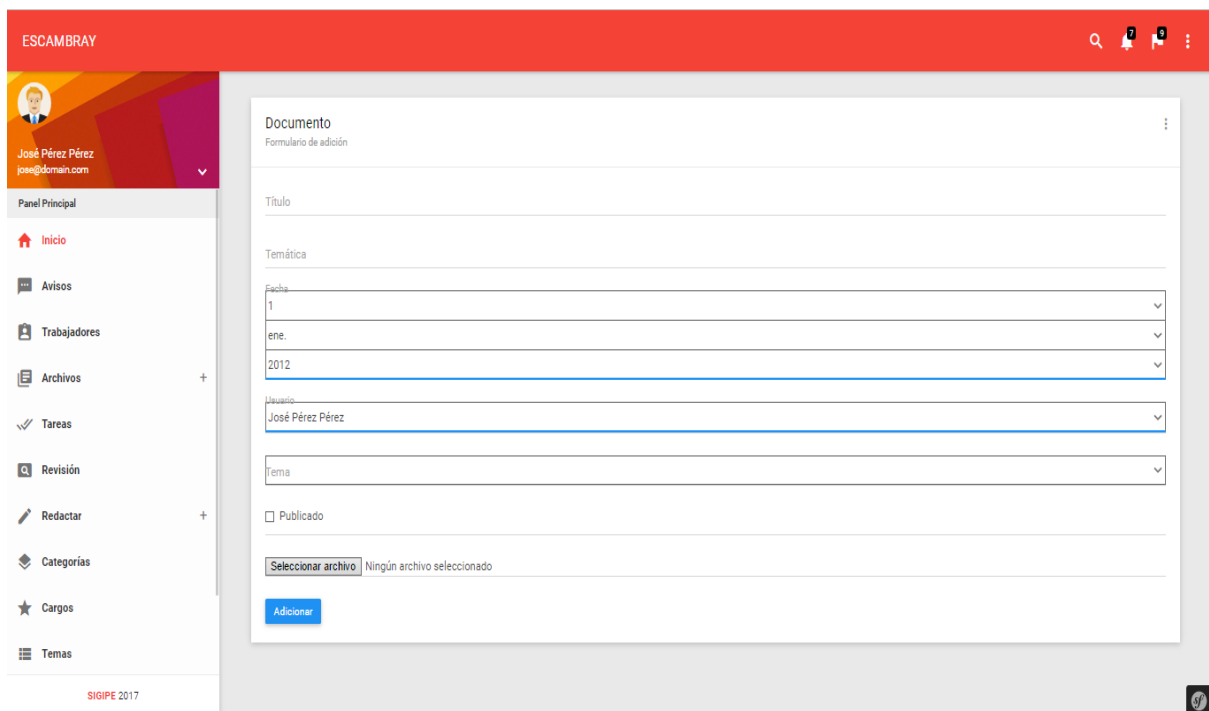 ESCAMBRAY
7
9
José Pérez Pérez
jose@domain.com
Panel Principal
Inicio
Avisos
Trabajadores
Archivos +
Tareas
Revisión
Redactar +
Categorías
Cargos
Temas
SIGIPE 2017
Documento
Formulario de adición
Título
Temática
Fecha
1
ene.
2012
Usuario
José Pérez Pérez
Tema
Publicado
Seleccionar archivo Ningún archivo seleccionado
Adicionar
sf